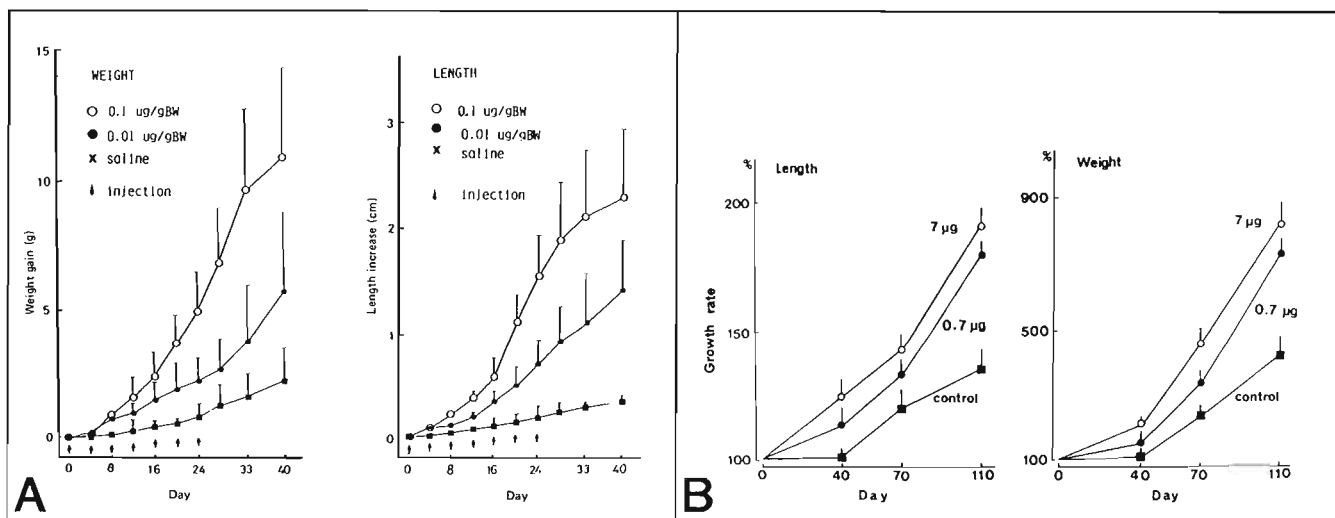 A
15
10
5
0
Weight gain (g)
WEIGHT
0.1 ug/gBW
0.01 ug/gBW
x saline
injection
0 4 8 12 16 20 24 33 40
Day
3
2
1
0
Length increase (cm)
LENGTH
0.1 ug/gBW
0.01 ug/gBW
x saline
injection
0 4 8 12 16 20 24 33 40
Day
B
%
Length
200
150
100
Growth rate
7 µg
0.7 µg
control
0 40 70 110
Day
%
Weight
900
500
100
7 µg
0.7 µg
control
0 40 70 110
Day